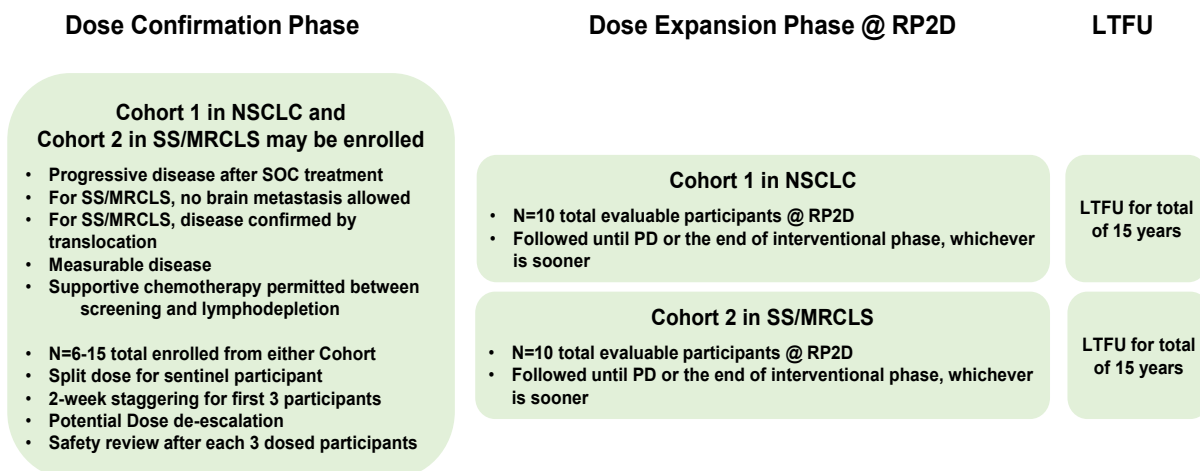 Dose Confirmation Phase
Dose Expansion Phase @ RP2D
LTFU
Cohort 1 in NSCLC and
Cohort 2 in SS/MRCLS may be enrolled
• Progressive disease after SOC treatment
• For SS/MRCLS, no brain metastasis allowed
• For SS/MRCLS, disease confirmed by
translocation
• Measurable disease
• Supportive chemotherapy permitted between
screening and lymphodepletion
• N=6-15 total enrolled from either Cohort
• Split dose for sentinel participant
• 2-week staggering for first 3 participants
• Potential Dose de-escalation
• Safety review after each 3 dosed participants
Cohort 1 in NSCLC
• N=10 total evaluable participants @ RP2D
• Followed until PD or the end of interventional phase, whichever
is sooner
LTFU for total
of 15 years
Cohort 2 in SS/MRCLS
• N=10 total evaluable participants @ RP2D
• Followed until PD or the end of interventional phase, whichever
is sooner
LTFU for total
of 15 years